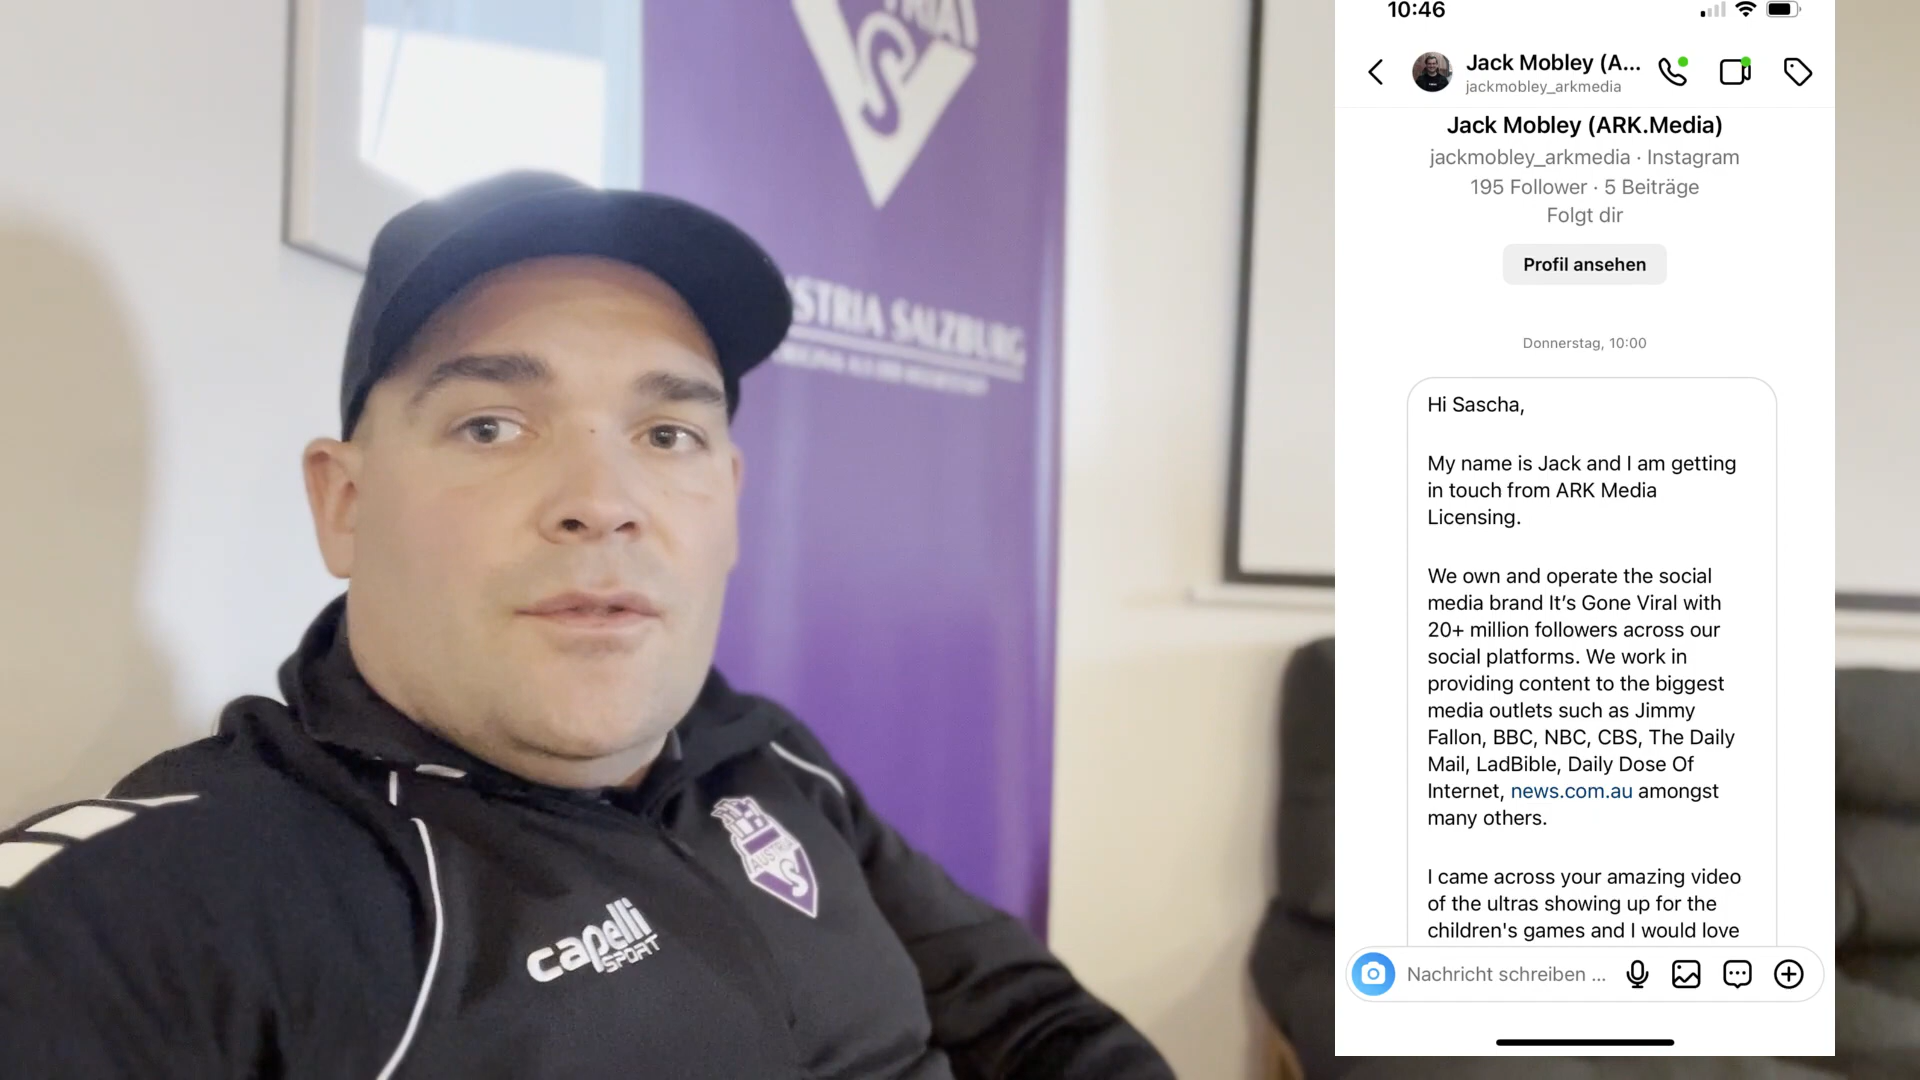 TRIA
S
AUSTRIA SALZBURG
AUSTRIA
S
capelli
SPORT
10:46
Jack Mobley (A...
jackmobley_arkmedia
Jack Mobley (ARK.Media)
jackmobley_arkmedia · Instagram
195 Follower · 5 Beiträge
Folgt dir
Profil ansehen
Donnerstag, 10:00
Hi Sascha,
My name is Jack and I am getting
in touch from ARK Media
Licensing.
We own and operate the social
media brand It’s Gone Viral with
20+ million followers across our
social platforms. We work in
providing content to the biggest
media outlets such as Jimmy
Fallon, BBC, NBC, CBS, The Daily
Mail, LadBible, Daily Dose Of
Internet, news.com.au amongst
many others.
I came across your amazing video
of the ultras showing up for the
children's games and I would love
Nachricht schreiben ...